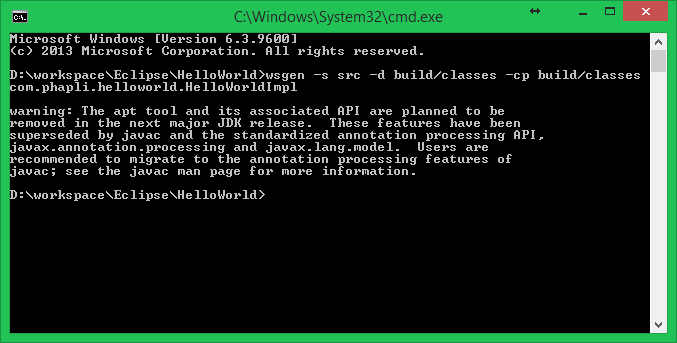 C:\Windows\System32\cmd.exe
Microsoft Windows [Version 6.3.9600]
(c) 2013 Microsoft Corporation. All rights reserved.
D:\workspace\Eclipse\HelloWorld>wsgen -s src -d build/classes -cp build/classes
com.phapli.helloworld.HelloWorldImpl
warning: The apt tool and its associated API are planned to be
removed in the next major JDK release.  These features have been
superseded by javac and the standardized annotation processing API,
javax.annotation.processing and javax.lang.model.  Users are
recommended to migrate to the annotation processing features of
javac; see the javac man page for more information.
D:\workspace\Eclipse\HelloWorld>